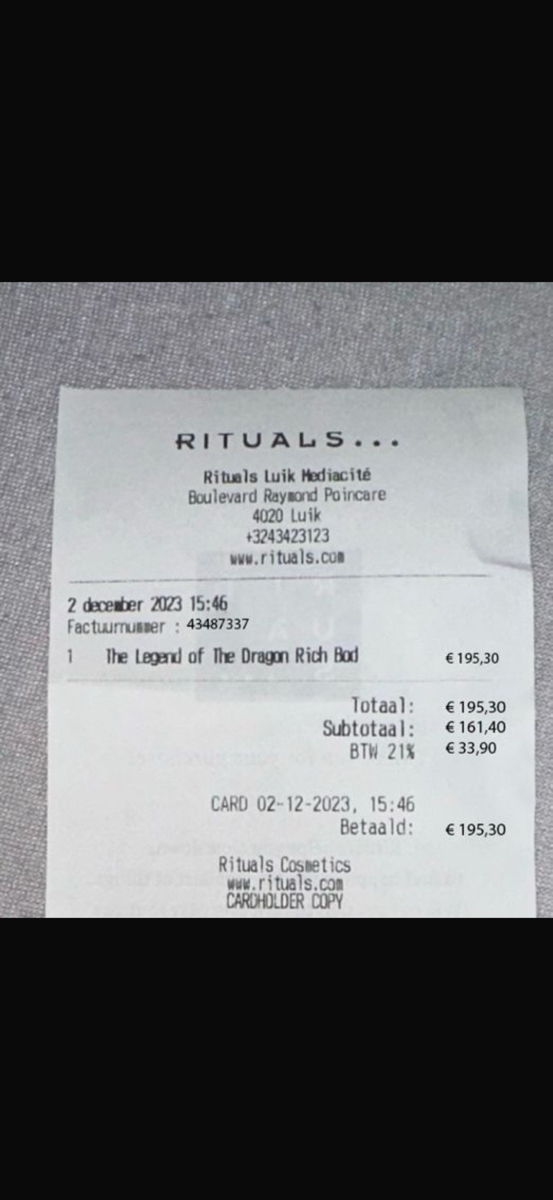 RITUALS...
Rituals Luik Mediacité
Boulevard Raymond Poincare
4020 Luik
+3243423123
www.rituals.com
2 december 2023 15:46
Factuurnummer : 43487337
1 The Legend of The Dragon Rich Bod € 195,30
Totaal: € 195,30
Subtotaal: € 161,40
BTW 21% € 33,90
CARD 02-12-2023, 15:46
Betaald: € 195,30
Rituals Cosmetics
www.rituals.com
CARDHOLDER COPY